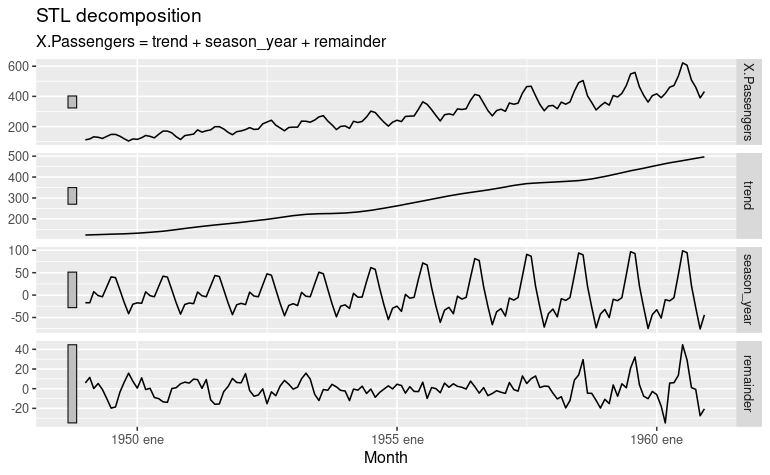 STL decomposition
X.Passengers = trend + season_year + remainder
600
400
200
X.Passengers
500
400
300
200
trend
100
50
0
-50
season_year
40
20
0
-20
remainder
1950 ene
1955 ene
1960 ene
Month